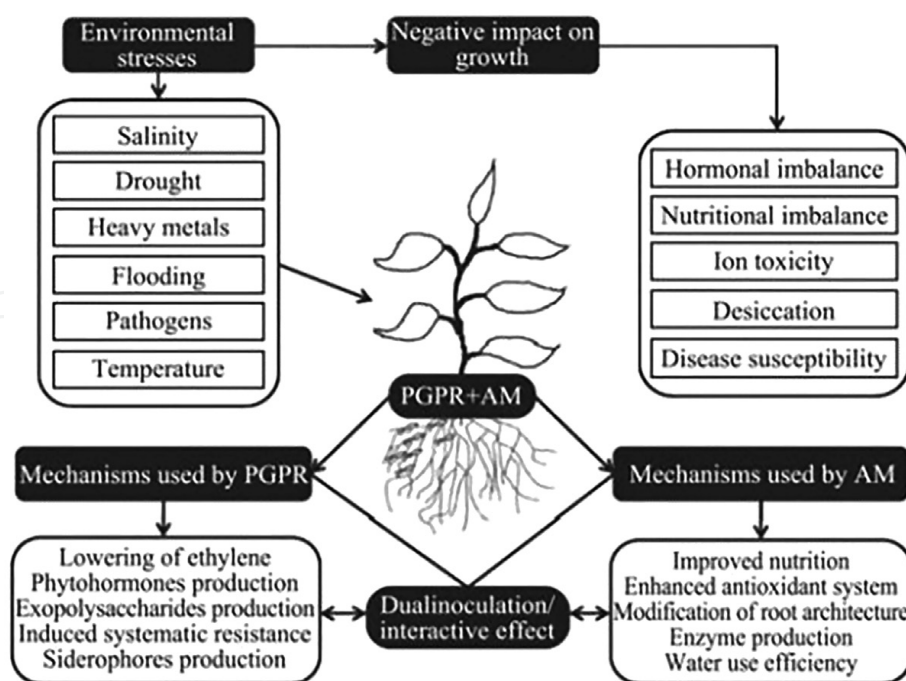 Environmental
stresses
Negative impact on
growth
Salinity
Drought
Heavy metals
Flooding
Pathogens
Temperature
Hormonal imbalance
Nutritional imbalance
Ion toxicity
Desiccation
Disease susceptibility
PGPR+AM
Mechanisms used by PGPR
Mechanisms used by AM
Lowering of ethylene
Phytohormones production
Exopolysaccharides production
Induced systematic resistance
Siderophores production
Dualinoculation/
interactive effect
Improved nutrition
Enhanced antioxidant system
Modification of root architecture
Enzyme production
Water use efficiency